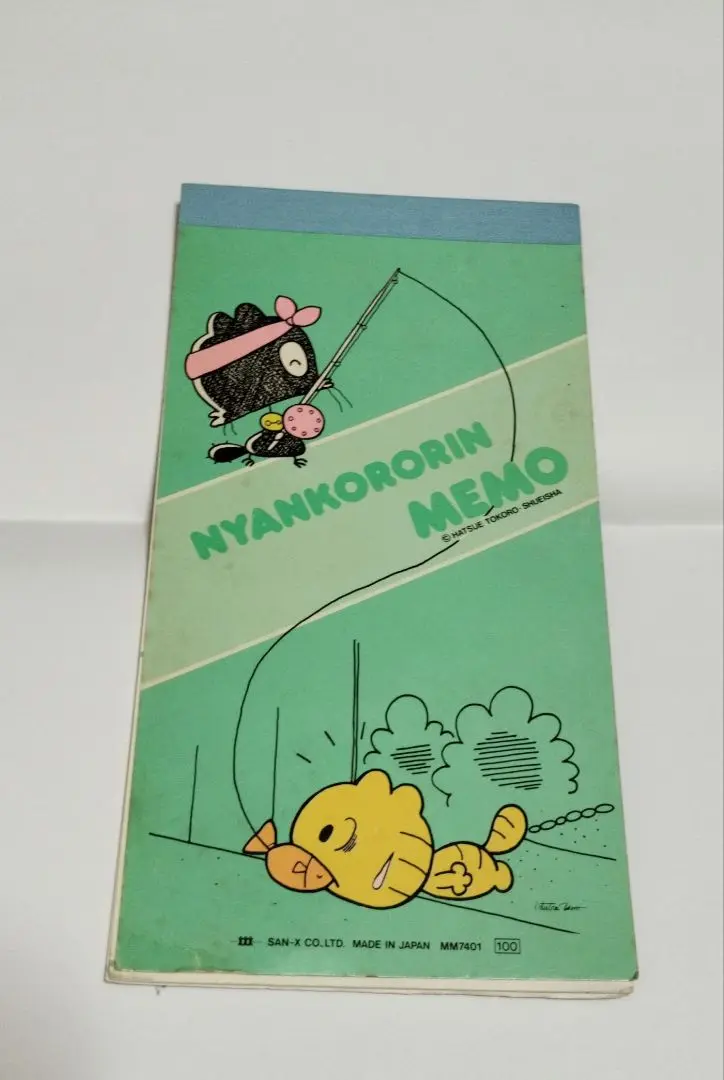 NYANKORORIN
MEMO
© HATSUE TOKORO·SHUEISHA
SAN-X CO.,LTD. MADE IN JAPAN MM7401 100